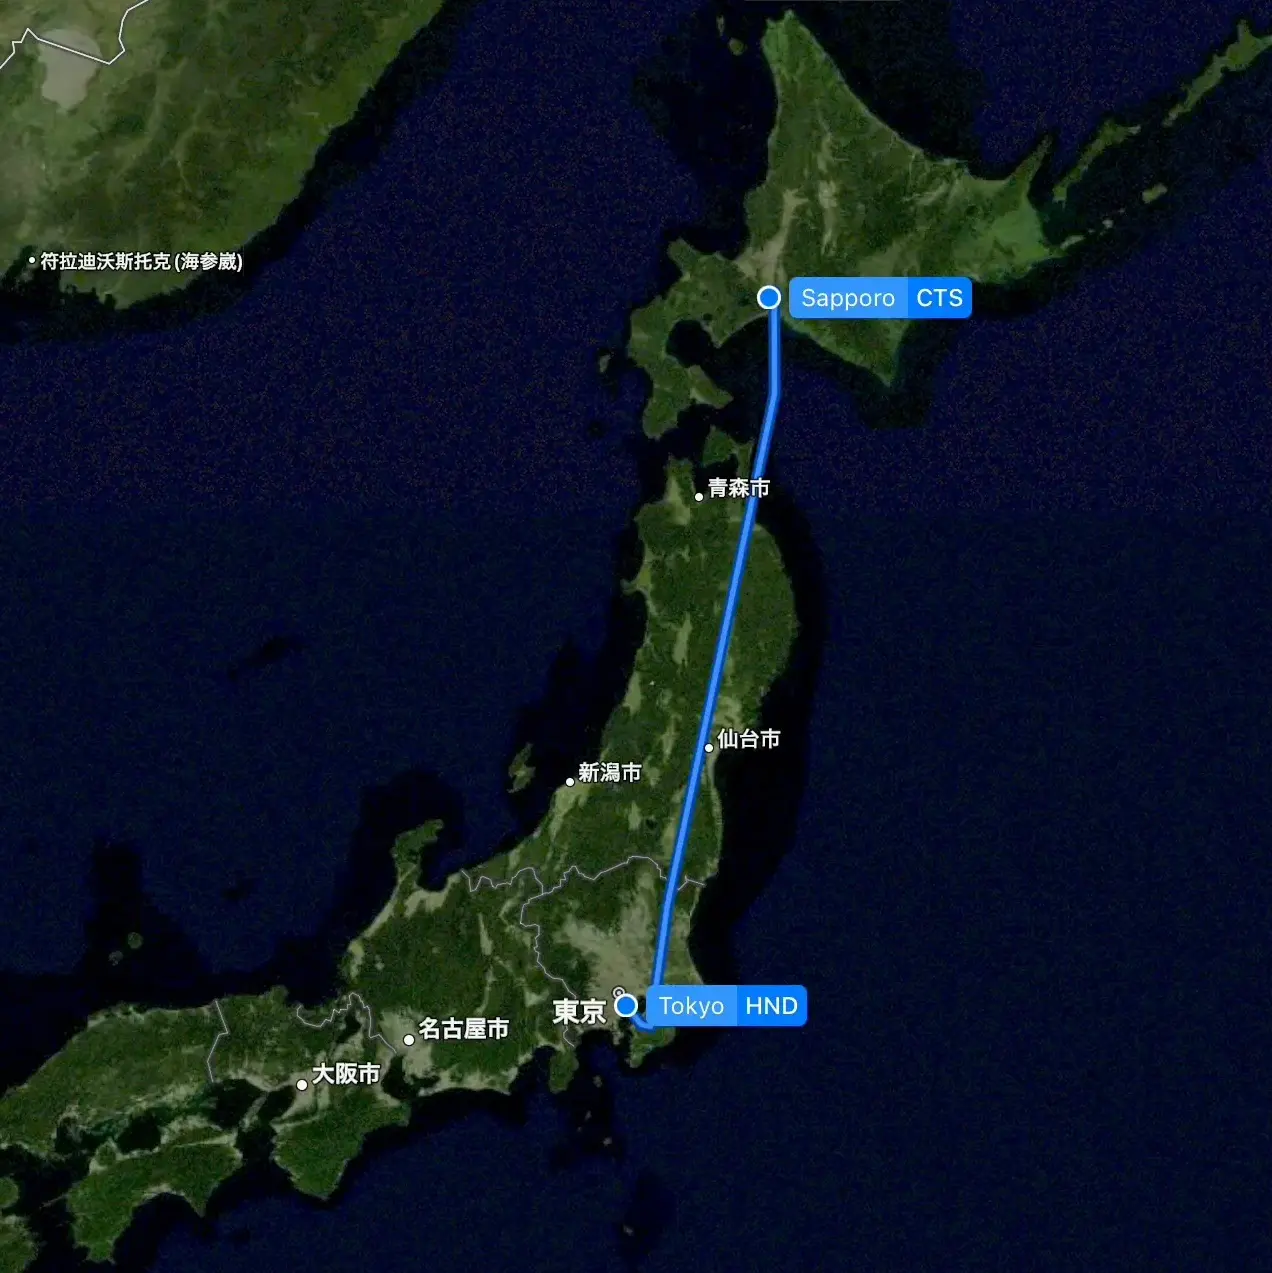 符拉迪沃斯托克 (海参崴)
Sapporo CTS
青森市
仙台市
新潟市
東京
Tokyo HND
名古屋市
大阪市